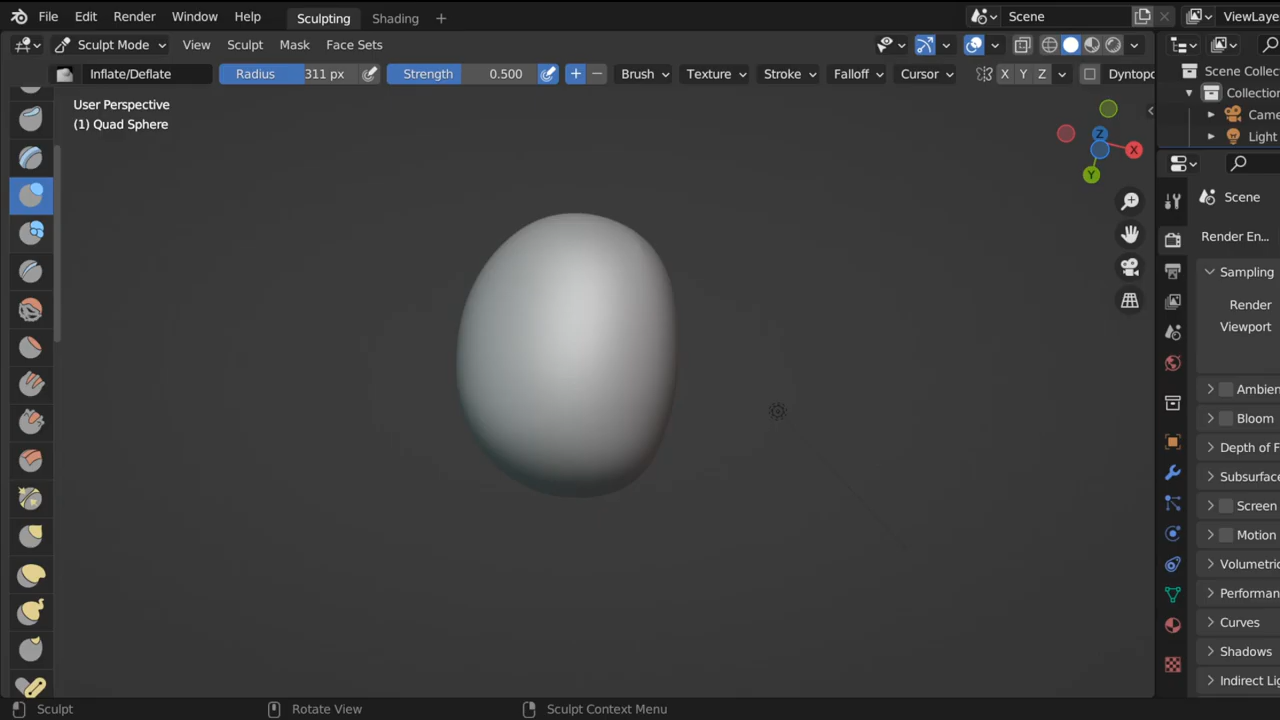 File Edit Render Window Help Sculpting Shading + Scene ViewLaye
Sculpt Mode View Sculpt Mask Face Sets
Inflate/Deflate Radius 311 px Strength 0.500 + − Brush Texture Stroke Falloff Cursor X Y Z Dyntopo
User Perspective
(1) Quad Sphere
Z
X
Y
Scene Collec
Collection
Came
Light
Scene
Render En...
Sampling
Render
Viewport
Ambien
Bloom
Depth of F
Subsurface
Screen
Motion
Volumetric
Performan
Curves
Shadows
Indirect Lig
Sculpt Rotate View Sculpt Context Menu